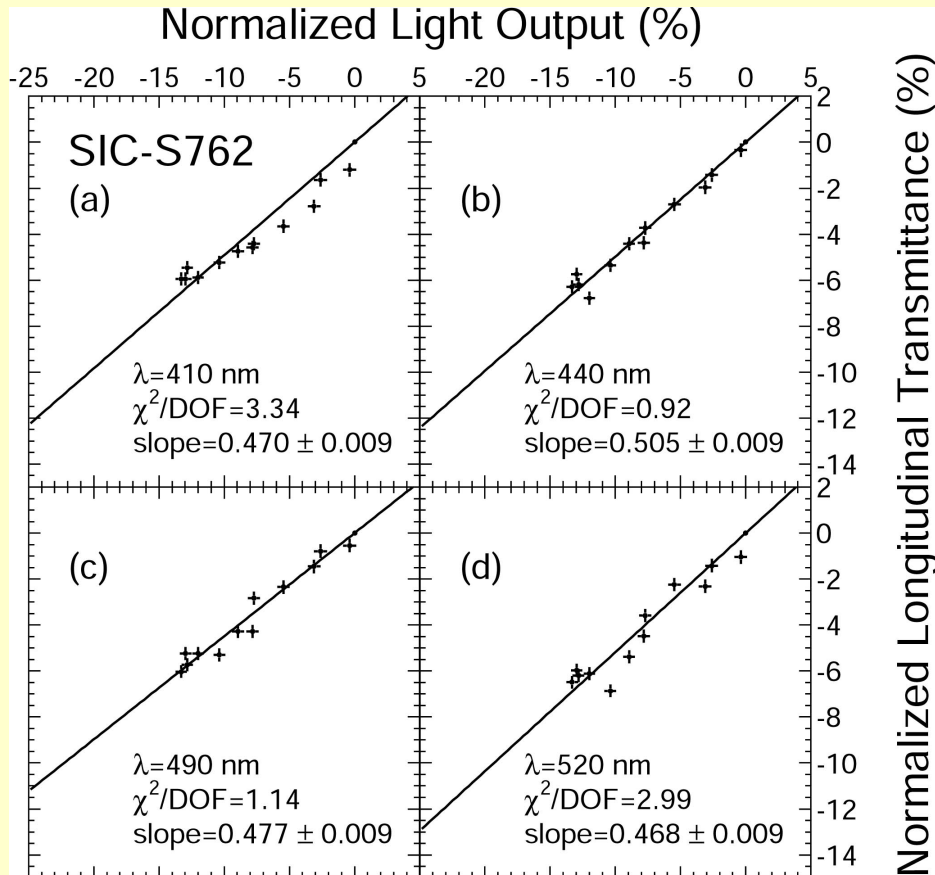 Normalized Light Output (%)
-25 -20 -15 -10 -5 0 5 -20 -15 -10 -5 0 5
SIC-S762
(a)
λ=410 nm
χ²/DOF=3.34
slope=0.470 ± 0.009
(b)
λ=440 nm
χ²/DOF=0.92
slope=0.505 ± 0.009
2
0
-2
-4
-6
-8
-10
-12
-14
(c)
λ=490 nm
χ²/DOF=1.14
slope=0.477 ± 0.009
(d)
λ=520 nm
χ²/DOF=2.99
slope=0.468 ± 0.009
2
0
-2
-4
-6
-8
-10
-12
-14
Normalized Longitudinal Transmittance (%)